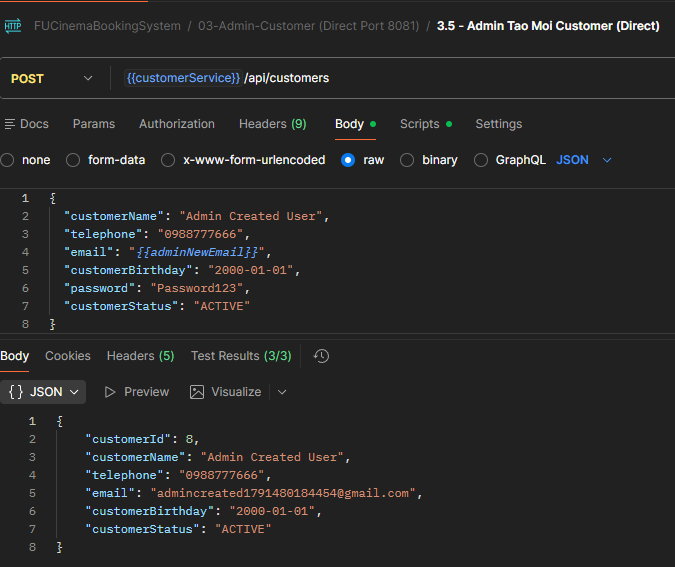 HTTP FUCinemaBookingSystem / 03-Admin-Customer (Direct Port 8081) / 3.5 - Admin Tao Moi Customer (Direct)
POST {{customerService}} /api/customers
Docs Params Authorization Headers (9) Body Scripts Settings
none form-data x-www-form-urlencoded raw binary GraphQL JSON
1 {
2 "customerName": "Admin Created User",
3 "telephone": "0988777666",
4 "email": "{{adminNewEmail}}",
5 "customerBirthday": "2000-01-01",
6 "password": "Password123",
7 "customerStatus": "ACTIVE"
8 }
Body Cookies Headers (5) Test Results (3/3)
{} JSON Preview Visualize
1 {
2 "customerId": 8,
3 "customerName": "Admin Created User",
4 "telephone": "0988777666",
5 "email": "admincreated1791480184454@gmail.com",
6 "customerBirthday": "2000-01-01",
7 "customerStatus": "ACTIVE"
8 }